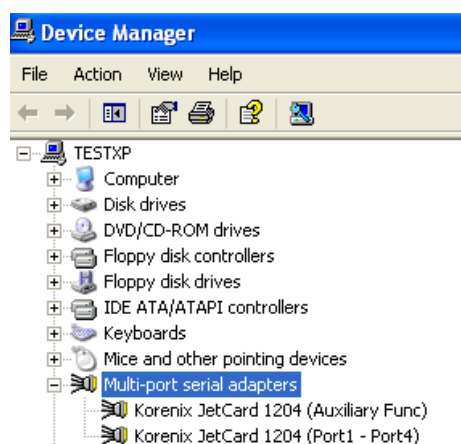 Device Manager
File Action View Help
TESTXP
Computer
Disk drives
DVD/CD-ROM drives
Floppy disk controllers
Floppy disk drives
IDE ATA/ATAPI controllers
Keyboards
Mice and other pointing devices
Multi-port serial adapters
Korenix JetCard 1204 (Auxiliary Func)
Korenix JetCard 1204 (Port1 - Port4)